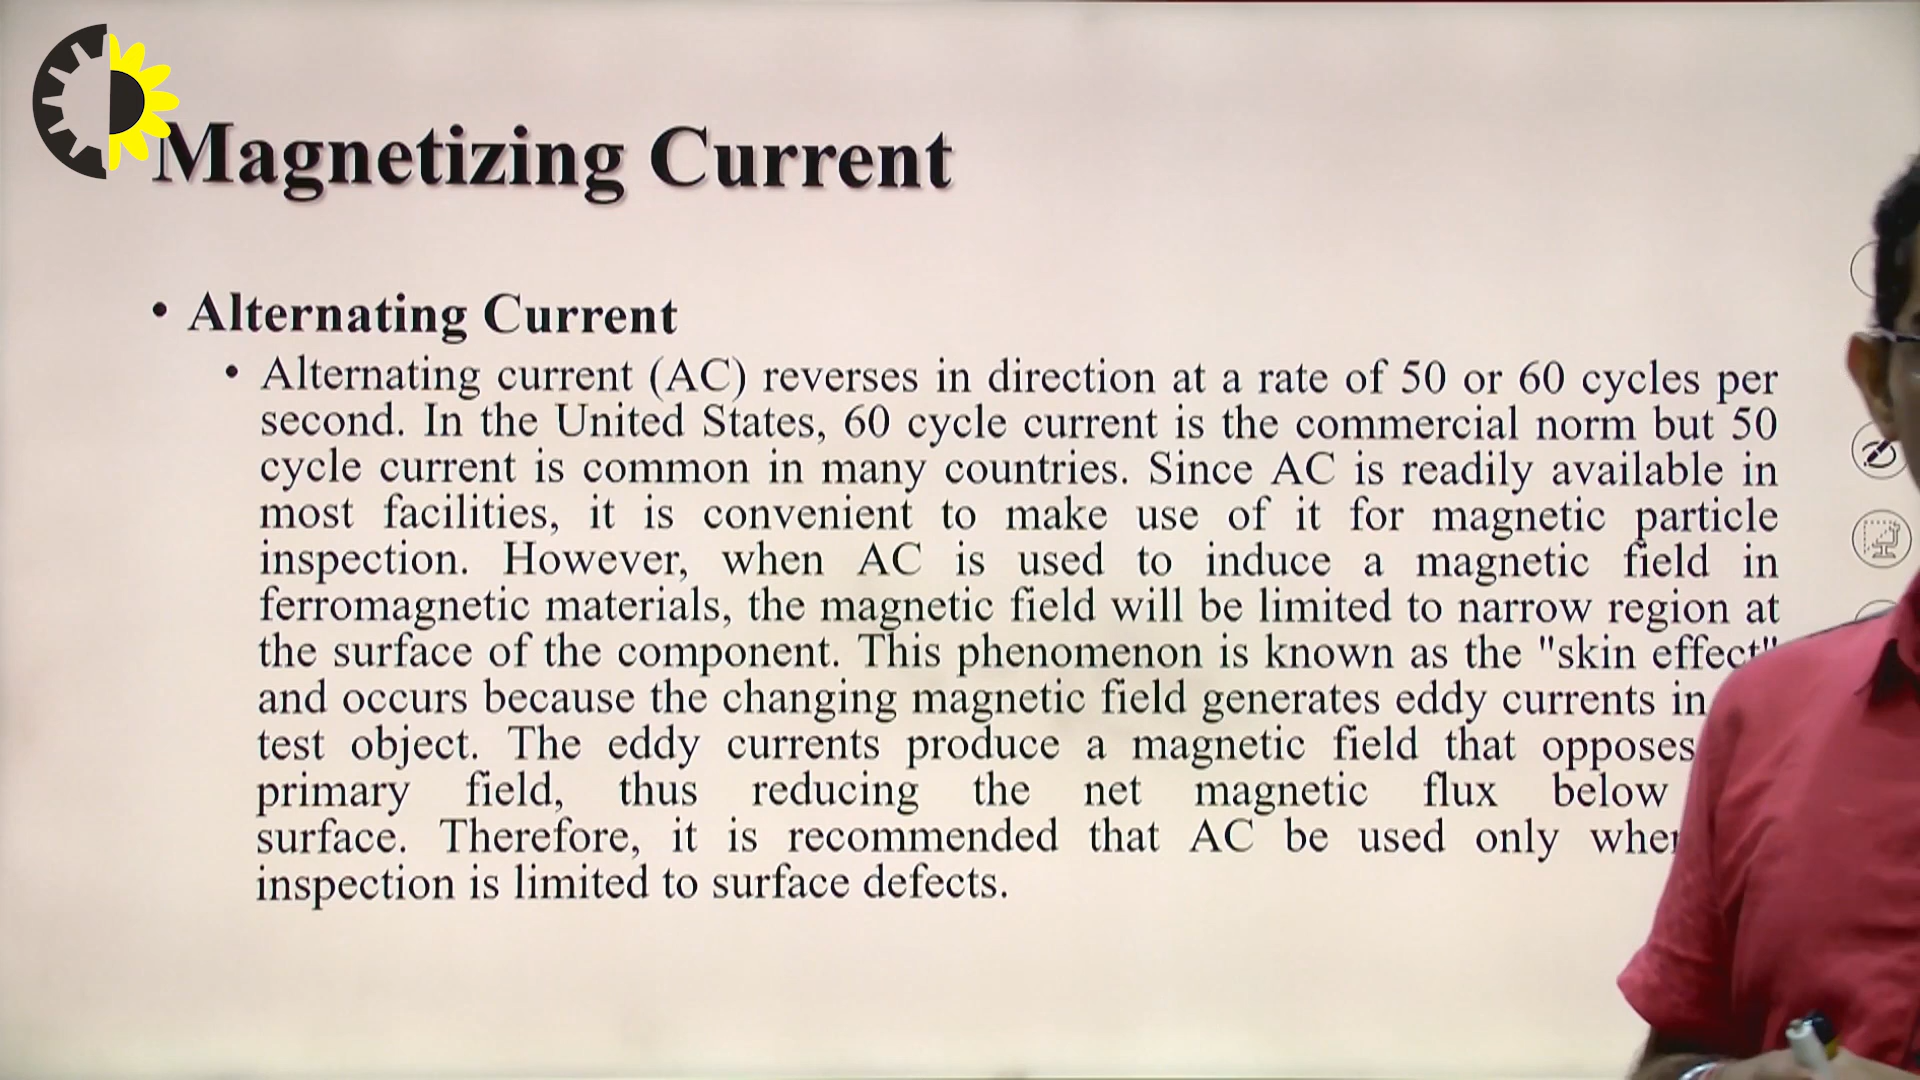 Magnetizing Current
• Alternating Current
• Alternating current (AC) reverses in direction at a rate of 50 or 60 cycles per
second. In the United States, 60 cycle current is the commercial norm but 50
cycle current is common in many countries. Since AC is readily available in
most facilities, it is convenient to make use of it for magnetic particle
inspection. However, when AC is used to induce a magnetic field in
ferromagnetic materials, the magnetic field will be limited to narrow region at
the surface of the component. This phenomenon is known as the "skin effect"
and occurs because the changing magnetic field generates eddy currents in
test object. The eddy currents produce a magnetic field that opposes
primary field, thus reducing the net magnetic flux below
surface. Therefore, it is recommended that AC be used only
inspection is limited to surface defects.